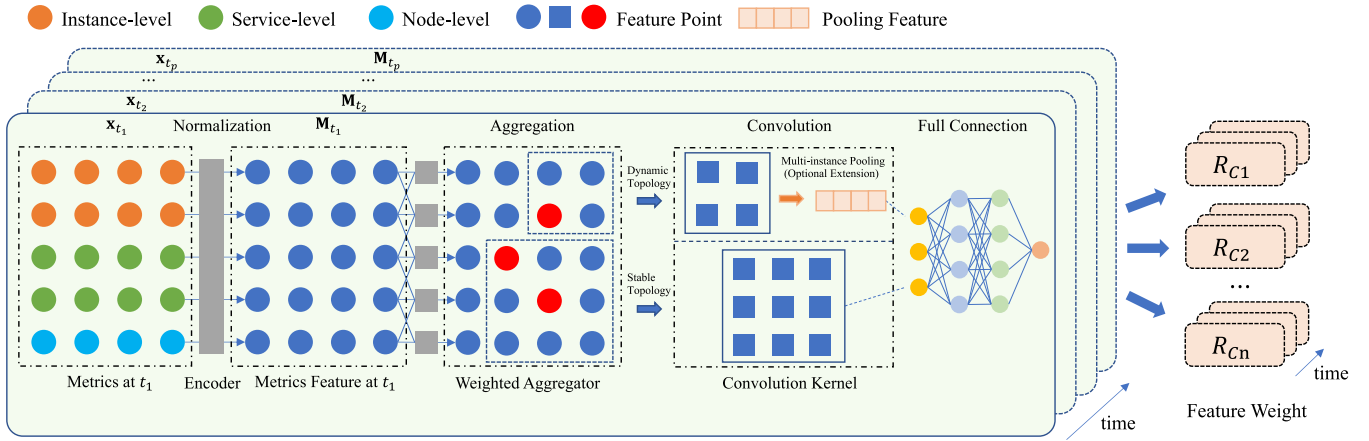 Instance-level Service-level Node-level Feature Point Pooling Feature
𝐱_{t_p} 𝐌_{t_p}
... ...
𝐱_{t_2} 𝐌_{t_2}
𝐱_{t_1} Normalization 𝐌_{t_1} Aggregation Convolution Full Connection
Dynamic
Topology
Multi-instance Pooling
(Optional Extension)
Stable
Topology
Metrics at t_1 Encoder Metrics Feature at t_1 Weighted Aggregator Convolution Kernel
time
R_{C1}
R_{C2}
...
R_{Cn}
time
Feature Weight